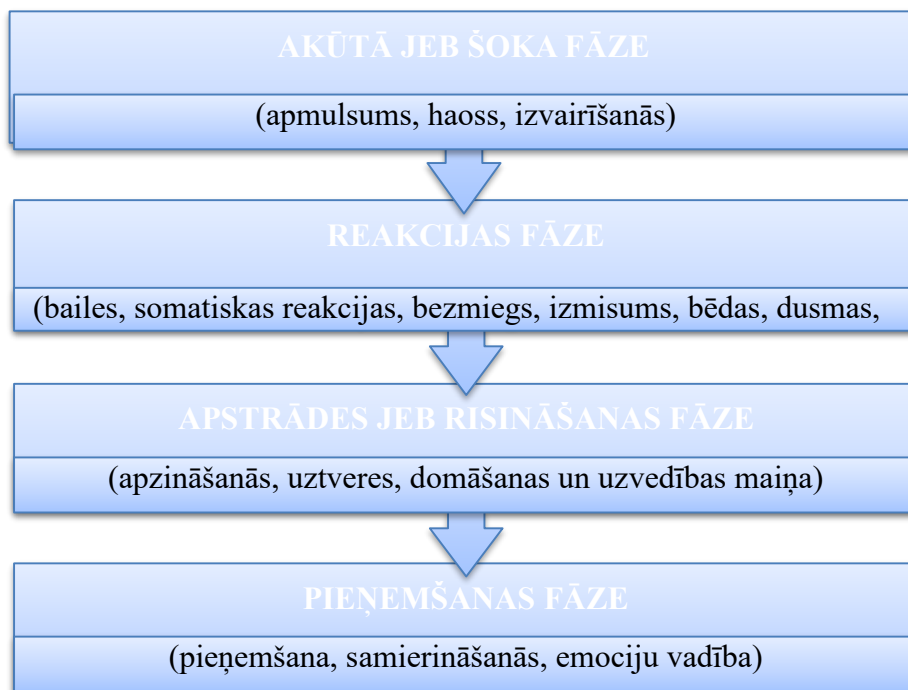 AKŪTĀ JEB ŠOKA FĀZE
(apmulsums, haoss, izvairīšanās)
REAKCIJAS FĀZE
(bailes, somatiskas reakcijas, bezmiegs, izmisums, bēdas, dusmas,
APSTRĀDES JEB RISINĀŠANAS FĀZE
(apzināšanās, uztveres, domāšanas un uzvedības maiņa)
PIEŅEMŠANAS FĀZE
(pieņemšana, samierināšanās, emociju vadība)